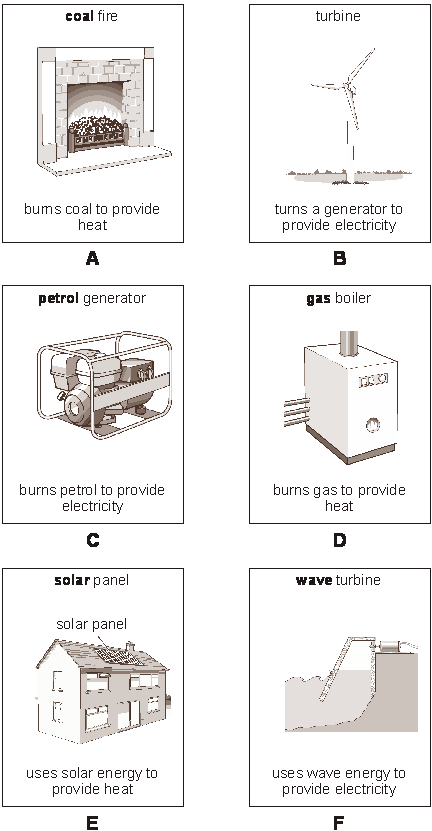 coal fire
burns coal to provide
heat
A
turbine
turns a generator to
provide electricity
B
petrol generator
burns petrol to provide
electricity
C
gas boiler
burns gas to provide
heat
D
solar panel
solar panel
uses solar energy to
provide heat
E
wave turbine
uses wave energy to
provide electricity
F